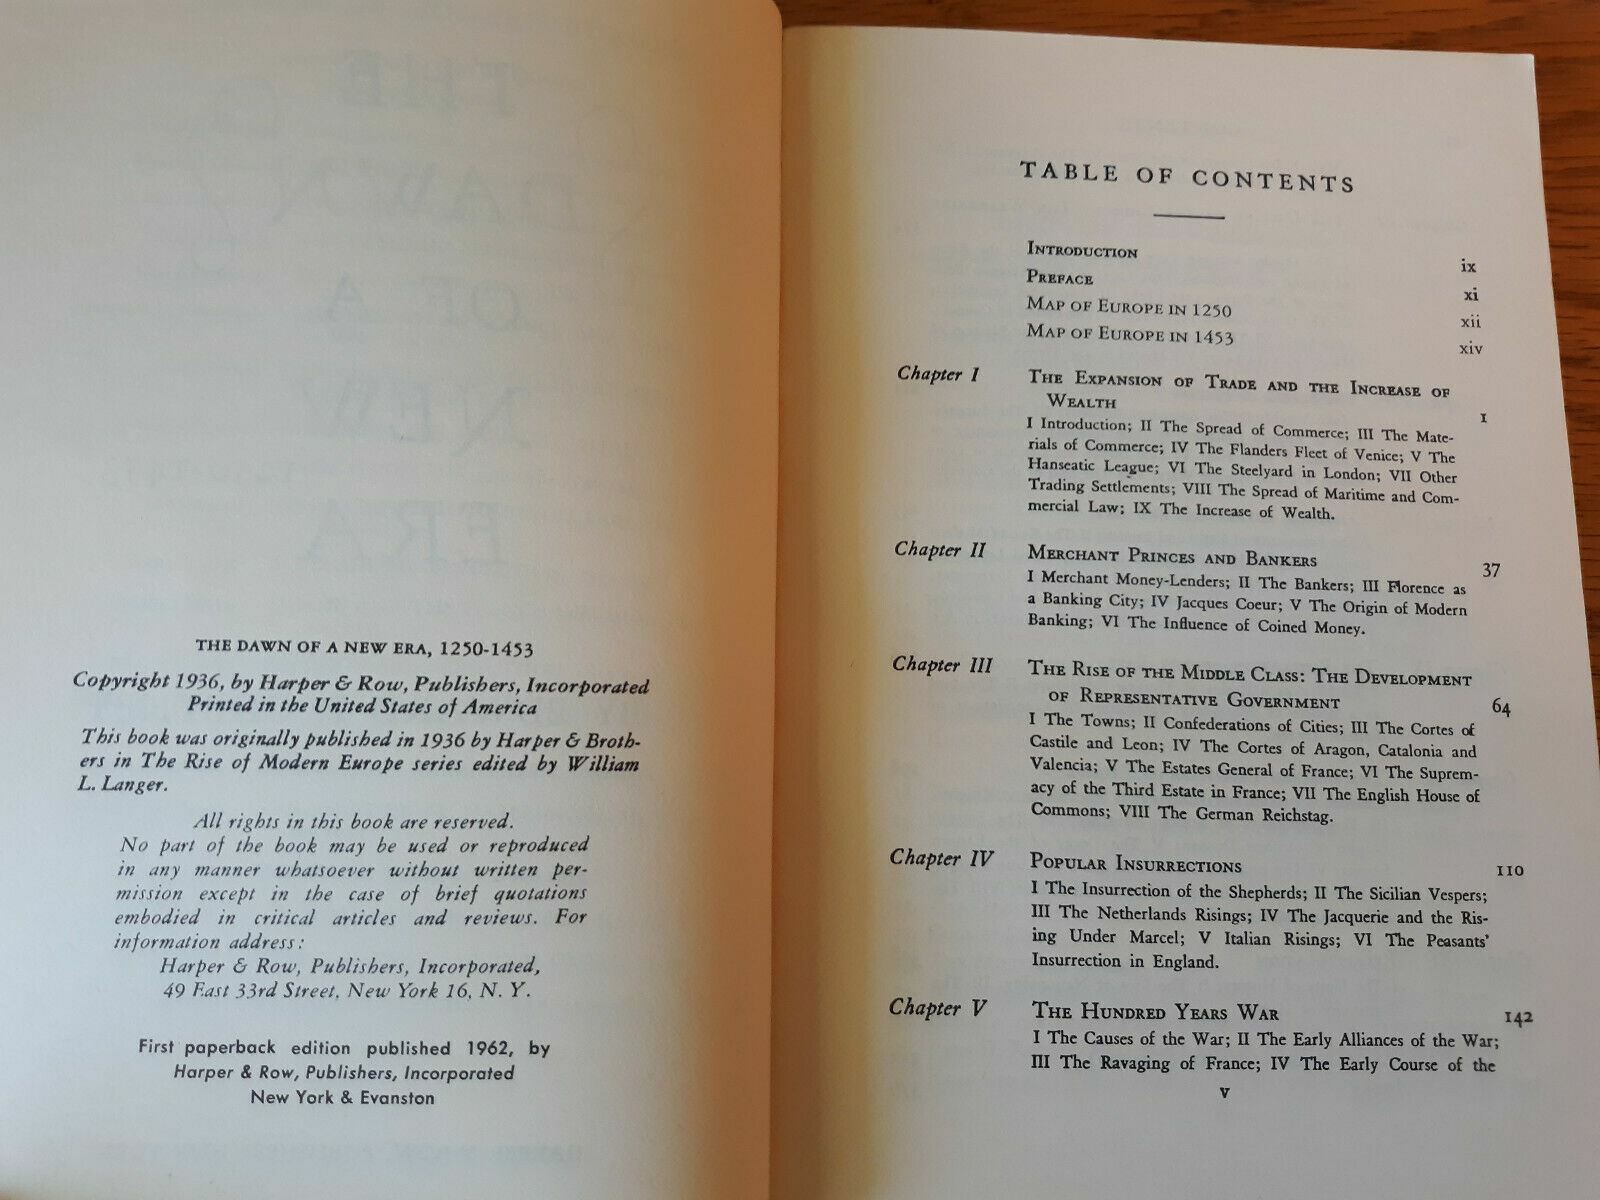 THE DAWN OF A NEW ERA, 1250-1453
Copyright 1936, by Harper & Row, Publishers, Incorporated
Printed in the United States of America
This book was originally published in 1936 by Harper & Broth-
ers in The Rise of Modern Europe series edited by William
L. Langer.
All rights in this book are reserved.
No part of the book may be used or reproduced
in any manner whatsoever without written per-
mission except in the case of brief quotations
embodied in critical articles and reviews. For
information address:
Harper & Row, Publishers, Incorporated,
49 East 33rd Street, New York 16, N. Y.
First paperback edition published 1962, by
Harper & Row, Publishers, Incorporated
New York & Evanston
TABLE OF CONTENTS
INTRODUCTION ix
PREFACE xi
MAP OF EUROPE IN 1250 xii
MAP OF EUROPE IN 1453 xiv
Chapter I THE EXPANSION OF TRADE AND THE INCREASE OF
WEALTH 1
I Introduction; II The Spread of Commerce; III The Mate-
rials of Commerce; IV The Flanders Fleet of Venice; V The
Hanseatic League; VI The Steelyard in London; VII Other
Trading Settlements; VIII The Spread of Maritime and Com-
mercial Law; IX The Increase of Wealth.
Chapter II MERCHANT PRINCES AND BANKERS 37
I Merchant Money-Lenders; II The Bankers; III Florence as
a Banking City; IV Jacques Coeur; V The Origin of Modern
Banking; VI The Influence of Coined Money.
Chapter III THE RISE OF THE MIDDLE CLASS: THE DEVELOPMENT
OF REPRESENTATIVE GOVERNMENT 64
I The Towns; II Confederations of Cities; III The Cortes of
Castile and Leon; IV The Cortes of Aragon, Catalonia and
Valencia; V The Estates General of France; VI The Suprem-
acy of the Third Estate in France; VII The English House of
Commons; VIII The German Reichstag.
Chapter IV POPULAR INSURRECTIONS 110
I The Insurrection of the Shepherds; II The Sicilian Vespers;
III The Netherlands Risings; IV The Jacquerie and the Ris-
ing Under Marcel; V Italian Risings; VI The Peasants'
Insurrection in England.
Chapter V THE HUNDRED YEARS WAR 142
I The Causes of the War; II The Early Alliances of the War;
III The Ravaging of France; IV The Early Course of the
v